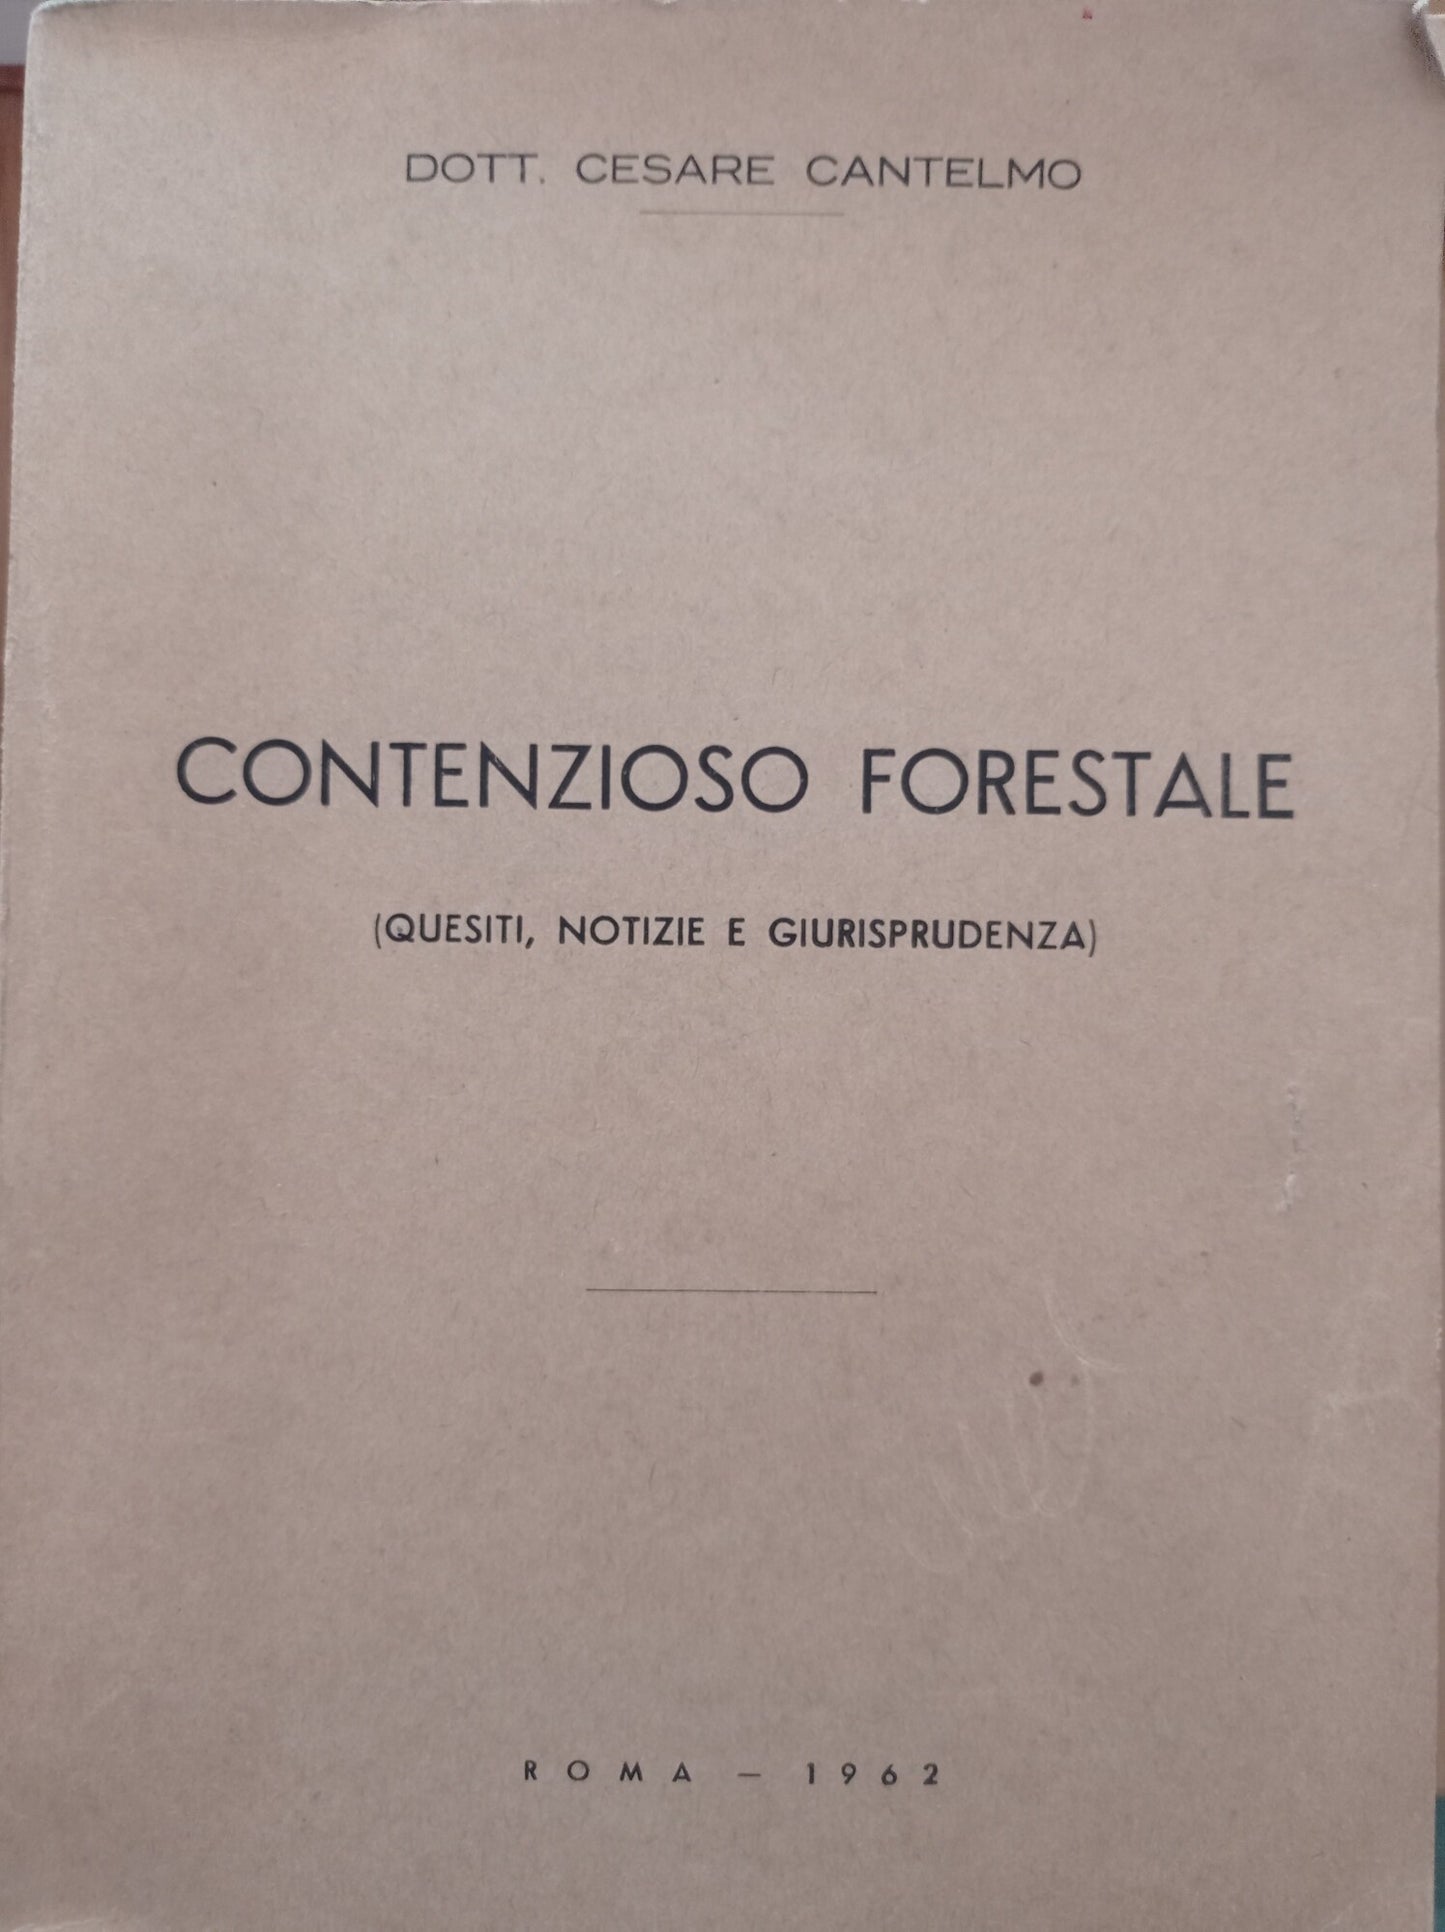 DOTT. CESARE CANTELMO
CONTENZIOSO FORESTALE
(QUESITI, NOTIZIE E GIURISPRUDENZA)
ROMA — 1962